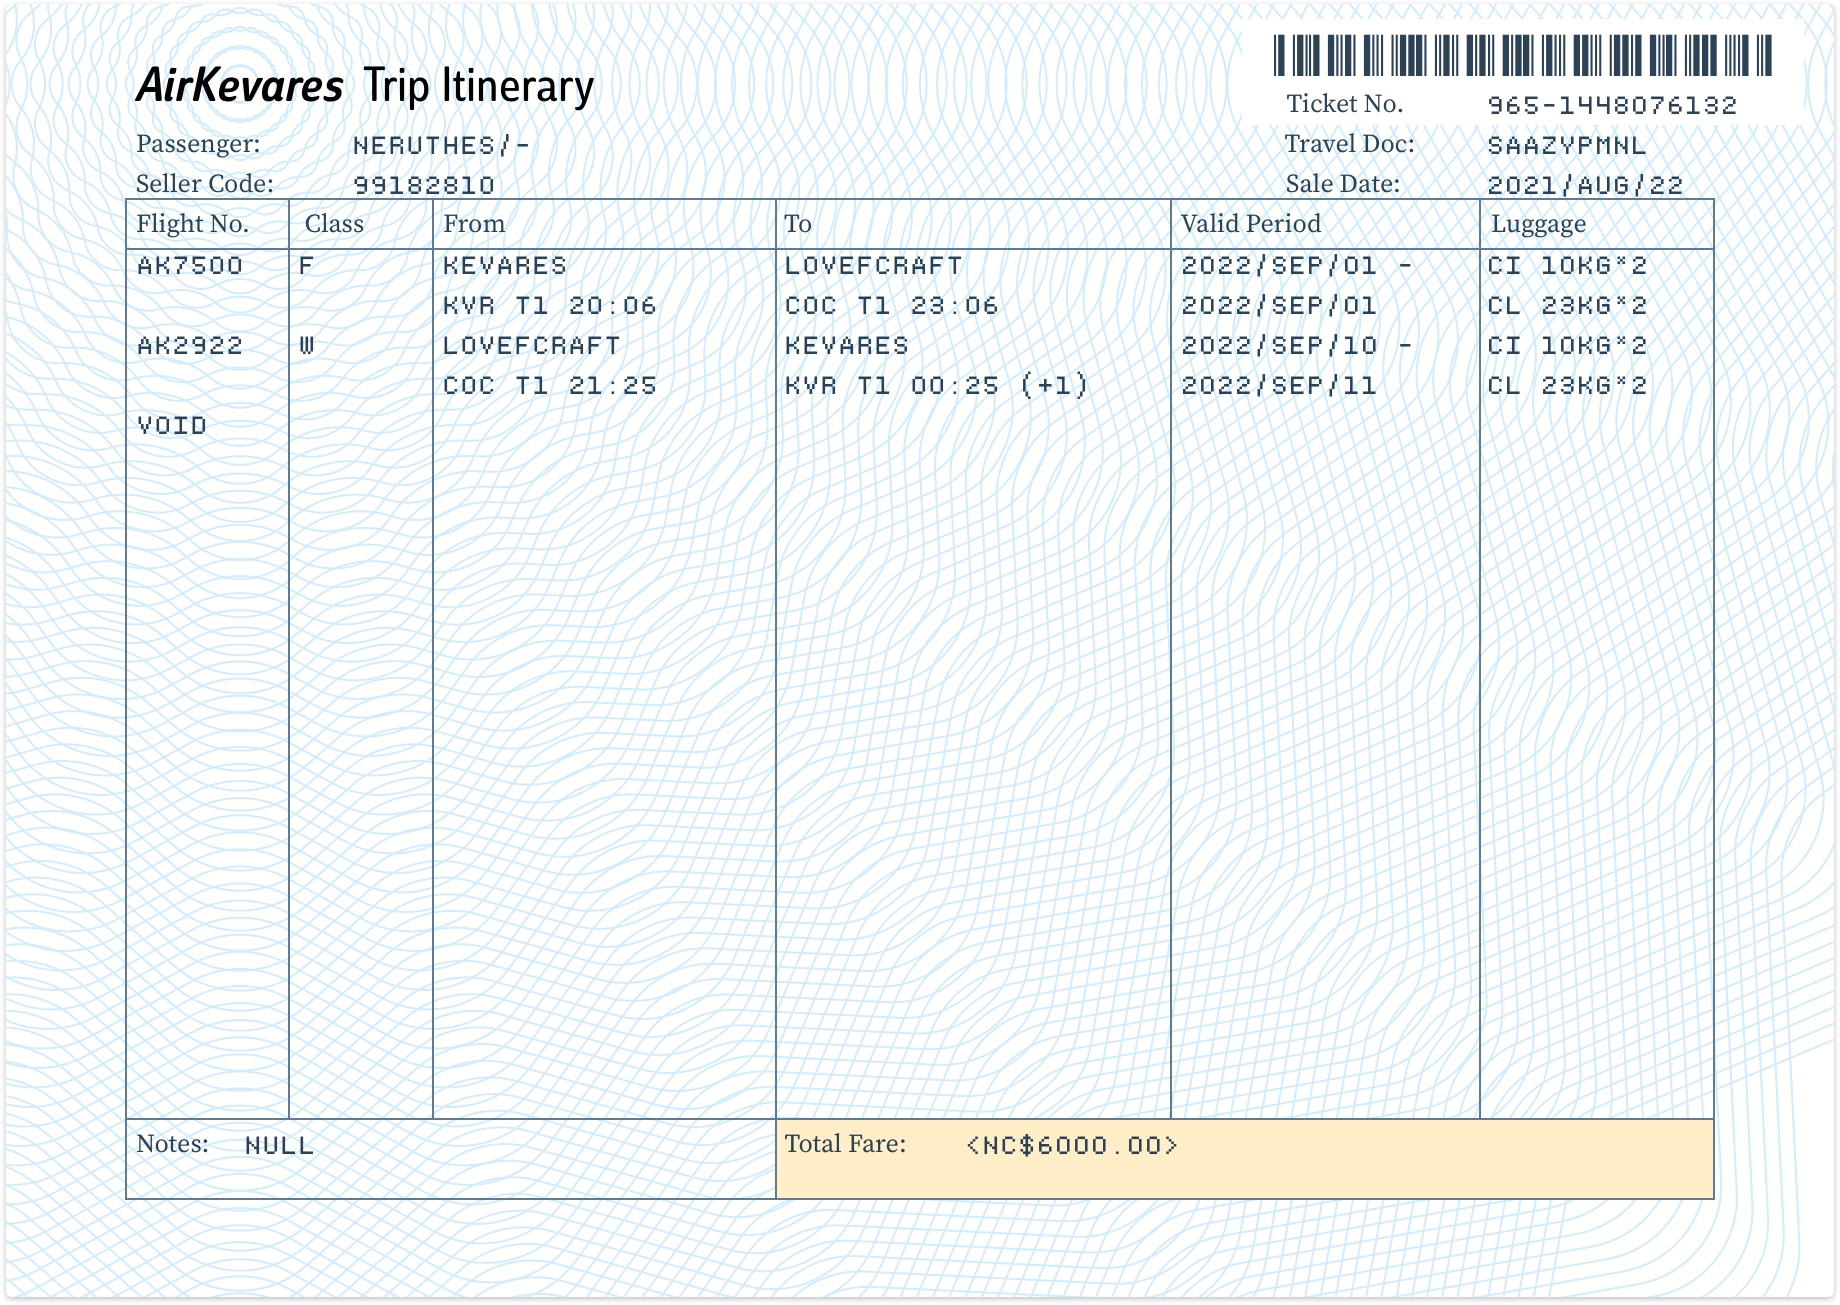 AirKevares Trip Itinerary
Ticket No. 965-1448076132
Passenger: NERUTHES/- Travel Doc: SAAZYPMNL
Seller Code: 99182810 Sale Date: 2021/AUG/22
Flight No. Class From To Valid Period Luggage
AK7500 F KEVARES LOVEFCRAFT 2022/SEP/01 - CI 10KG*2
KVR T1 20:06 COC T1 23:06 2022/SEP/01 CL 23KG*2
AK2922 W LOVEFCRAFT KEVARES 2022/SEP/10 - CI 10KG*2
COC T1 21:25 KVR T1 00:25 (+1) 2022/SEP/11 CL 23KG*2
VOID
Notes: NULL Total Fare: <NC$6000.00>